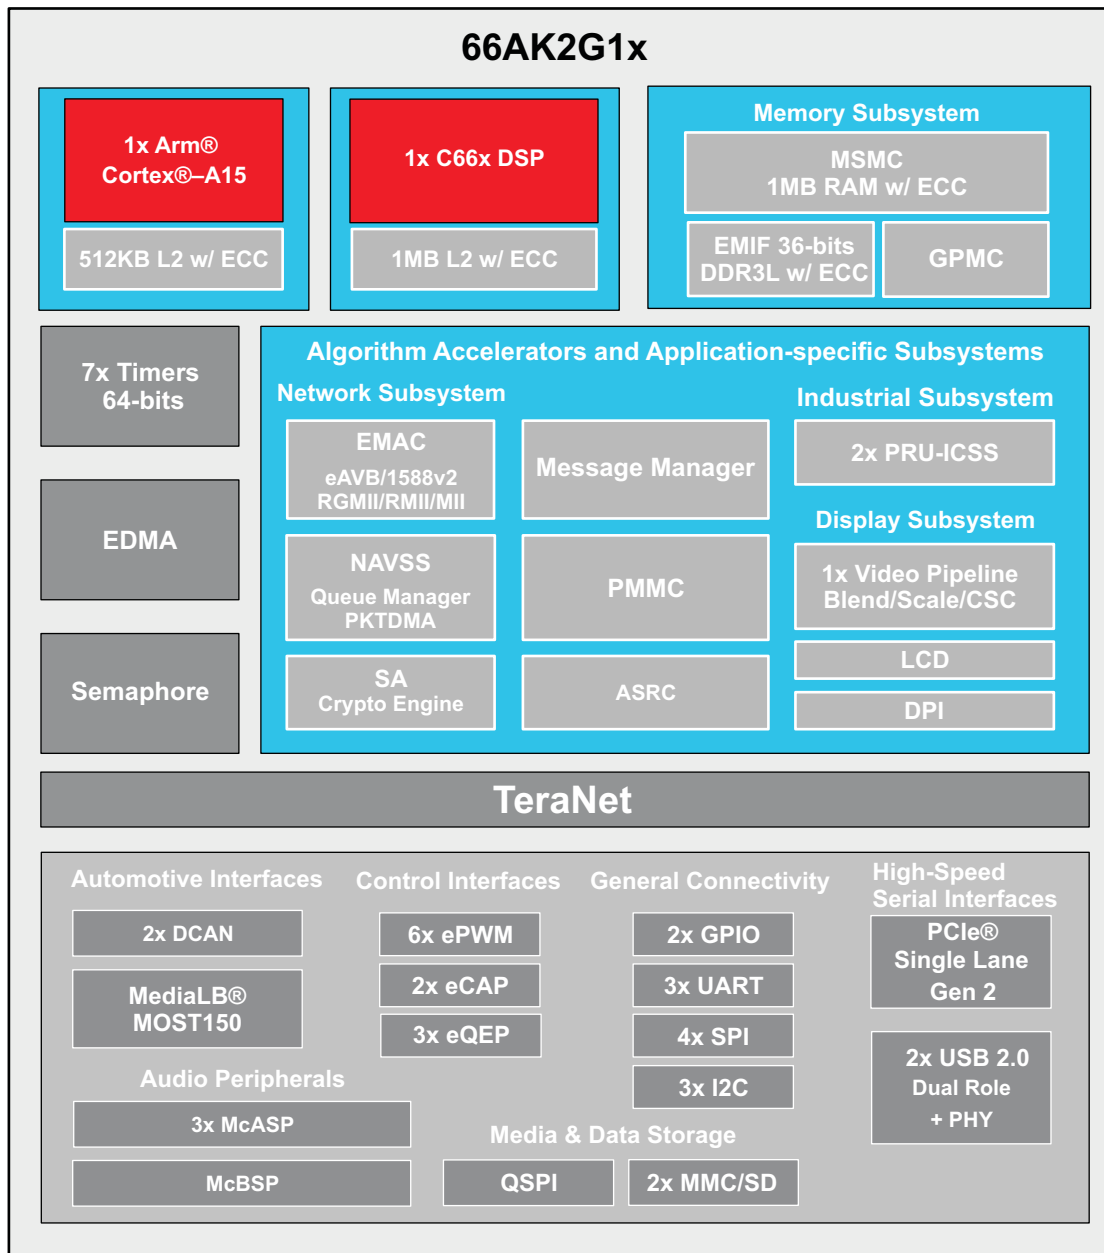 66AK2G1x
1x Arm®
Cortex®–A15
512KB L2 w/ ECC
1x C66x DSP
1MB L2 w/ ECC
Memory Subsystem
MSMC
1MB RAM w/ ECC
EMIF 36-bits
DDR3L w/ ECC
GPMC
7x Timers
64-bits
EDMA
Semaphore
Algorithm Accelerators and Application-specific Subsystems
Network Subsystem
EMAC
eAVB/1588v2
RGMII/RMII/MII
NAVSS
Queue Manager
PKTDMA
SA
Crypto Engine
Message Manager
PMMC
ASRC
Industrial Subsystem
2x PRU-ICSS
Display Subsystem
1x Video Pipeline
Blend/Scale/CSC
LCD
DPI
TeraNet
Automotive Interfaces
2x DCAN
MediaLB®
MOST150
Control Interfaces
6x ePWM
2x eCAP
3x eQEP
General Connectivity
2x GPIO
3x UART
4x SPI
3x I2C
High-Speed
Serial Interfaces
PCIe®
Single Lane
Gen 2
2x USB 2.0
Dual Role
+ PHY
Audio Peripherals
3x McASP
McBSP
Media & Data Storage
QSPI
2x MMC/SD